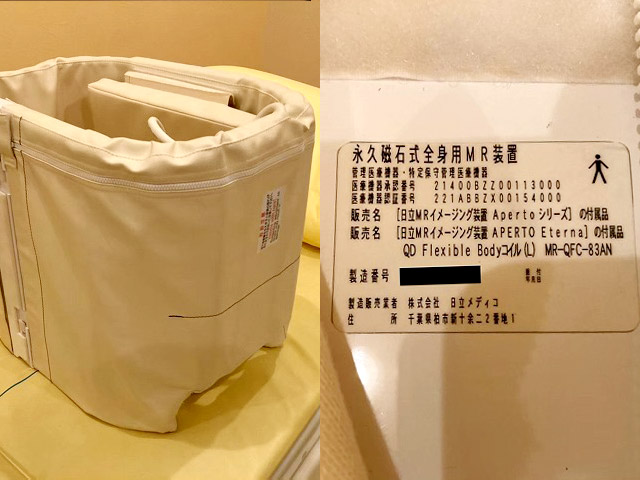 永久磁石式全身用MR装置
管理医療機器・特定保守管理医療機器
医療機器承認番号 21400BZZ00113000
医療機器認証番号 221ABBZX00154000
販売名 [日立MRイメージング装置 Aperto シリーズ] の付属品
販売名 [日立MRイメージング装置 APERTO Eterna] の付属品
QD Flexible Bodyコイル(L) MR-QFC-83AN
製造番号
製造販売業者 株式会社 日立メディコ
住 所 千葉県柏市新十余二2番地1